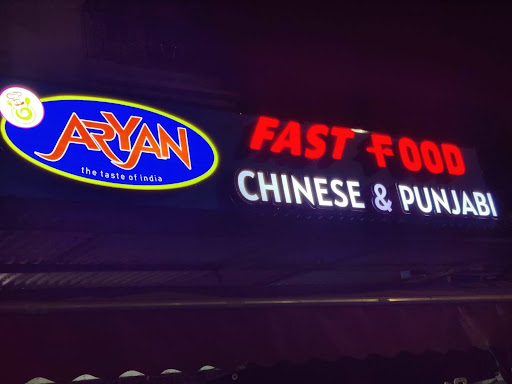 ARYAN
the taste of india
FAST FOOD
CHINESE & PUNJABI